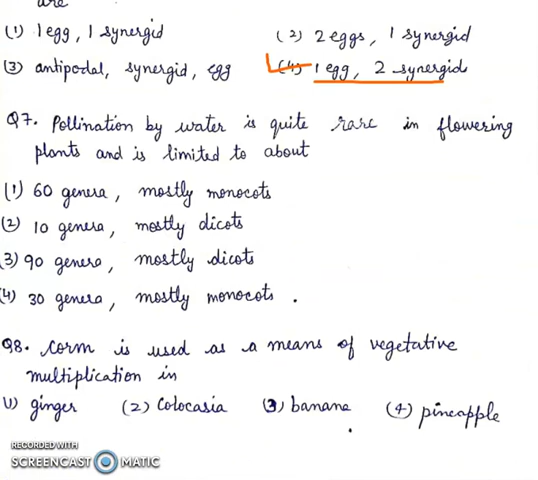 are
(1) 1 egg, 1 synergid (2) 2 eggs, 1 synergid
(3) antipodal, synergid, egg (4) 1 egg, 2 synergid
Q7. Pollination by water is quite rare in flowering
plants and is limited to about
(1) 60 genera, mostly monocots
(2) 10 genera, mostly dicots
(3) 90 genera, mostly dicots
(4) 30 genera, mostly monocots.
Q8. Corm is used as a means of vegetative
multiplication in
(1) ginger (2) Colocasia (3) banana (4) pineapple
RECORDED WITH
SCREENCAST MATIC